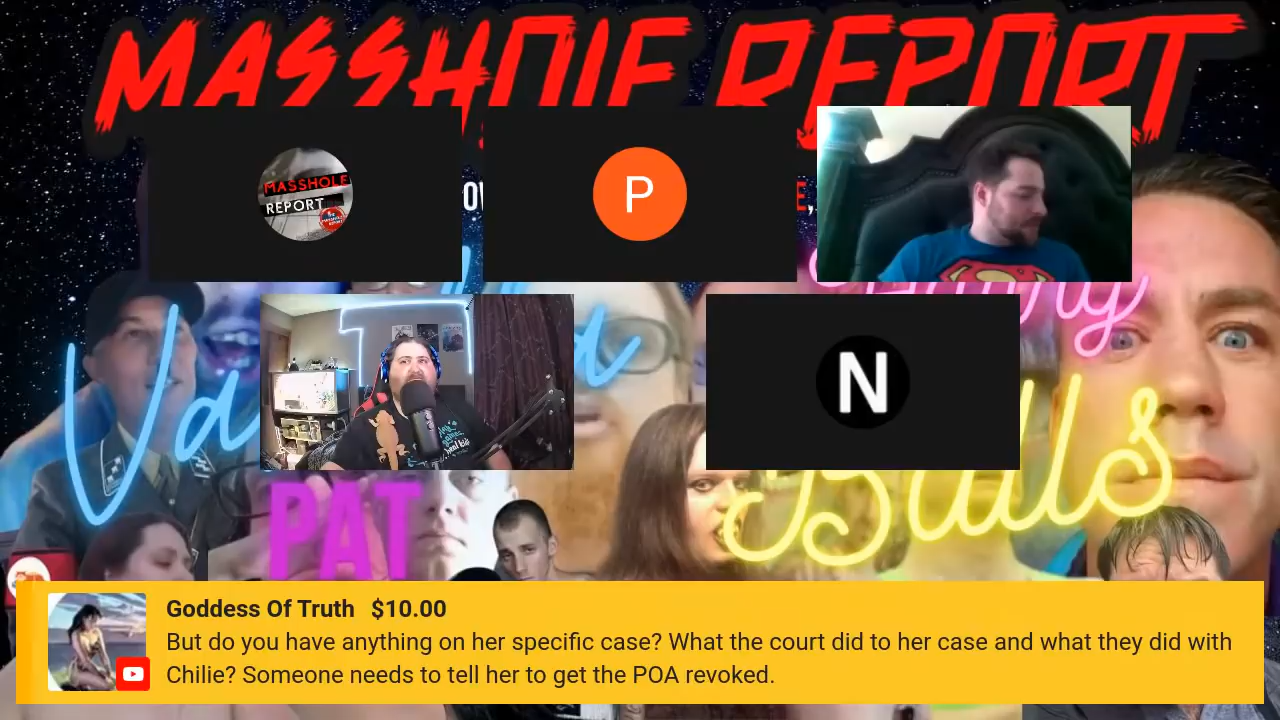 MASSHOLE REPORT
MASSHOLE
REPORT
P
N
PAT
Balls
Goddess Of Truth $10.00
But do you have anything on her specific case? What the court did to her case and what they did with
Chilie? Someone needs to tell her to get the POA revoked.